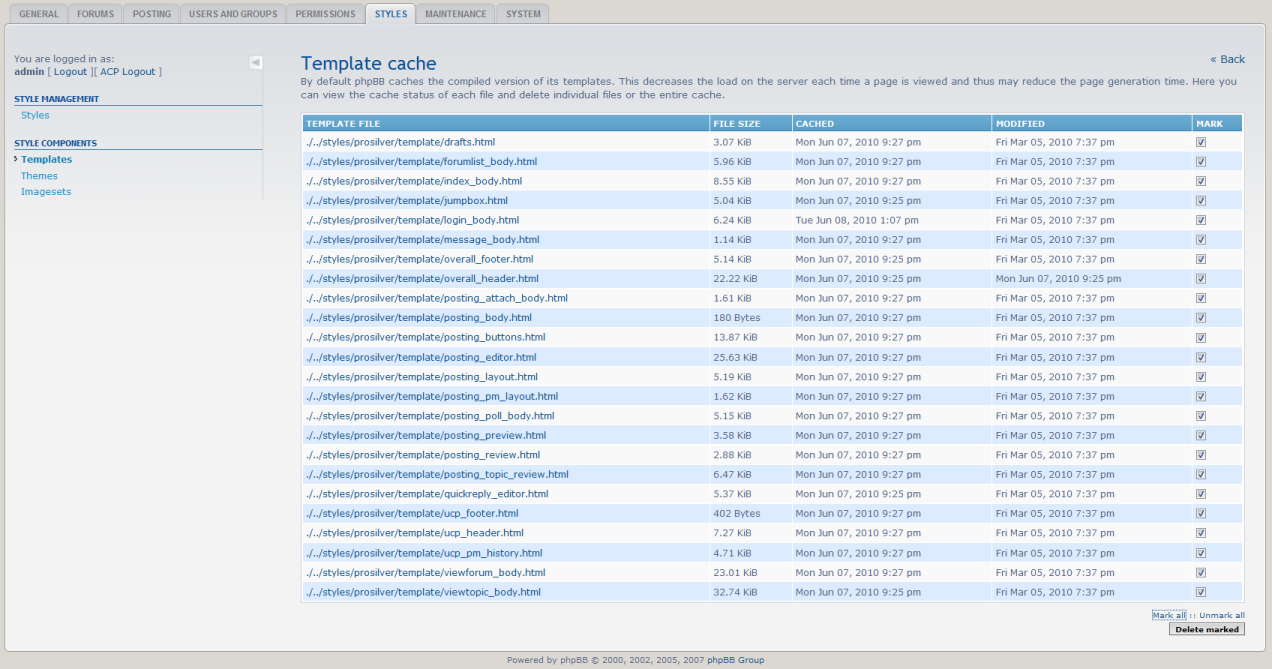 GENERAL FORUMS POSTING USERS AND GROUPS PERMISSIONS STYLES MAINTENANCE SYSTEM
You are logged in as:
admin [ Logout ][ ACP Logout ]
STYLE MANAGEMENT
Styles
STYLE COMPONENTS
Templates
Themes
Imagesets
« Back
Template cache
By default phpBB caches the compiled version of its templates. This decreases the load on the server each time a page is viewed and thus may reduce the page generation time. Here you
can view the cache status of each file and delete individual files or the entire cache.
TEMPLATE FILE FILE SIZE CACHED MODIFIED MARK
./../styles/prosilver/template/drafts.html 3.07 KiB Mon Jun 07, 2010 9:27 pm Fri Mar 05, 2010 7:37 pm
./../styles/prosilver/template/forumlist_body.html 5.96 KiB Mon Jun 07, 2010 9:27 pm Fri Mar 05, 2010 7:37 pm
./../styles/prosilver/template/index_body.html 8.55 KiB Mon Jun 07, 2010 9:27 pm Fri Mar 05, 2010 7:37 pm
./../styles/prosilver/template/jumpbox.html 5.04 KiB Mon Jun 07, 2010 9:25 pm Fri Mar 05, 2010 7:37 pm
./../styles/prosilver/template/login_body.html 6.24 KiB Tue Jun 08, 2010 1:07 pm Fri Mar 05, 2010 7:37 pm
./../styles/prosilver/template/message_body.html 1.14 KiB Mon Jun 07, 2010 9:27 pm Fri Mar 05, 2010 7:37 pm
./../styles/prosilver/template/overall_footer.html 5.14 KiB Mon Jun 07, 2010 9:25 pm Fri Mar 05, 2010 7:37 pm
./../styles/prosilver/template/overall_header.html 22.22 KiB Mon Jun 07, 2010 9:25 pm Mon Jun 07, 2010 9:25 pm
./../styles/prosilver/template/posting_attach_body.html 1.61 KiB Mon Jun 07, 2010 9:27 pm Fri Mar 05, 2010 7:37 pm
./../styles/prosilver/template/posting_body.html 180 Bytes Mon Jun 07, 2010 9:27 pm Fri Mar 05, 2010 7:37 pm
./../styles/prosilver/template/posting_buttons.html 13.87 KiB Mon Jun 07, 2010 9:27 pm Fri Mar 05, 2010 7:37 pm
./../styles/prosilver/template/posting_editor.html 25.63 KiB Mon Jun 07, 2010 9:27 pm Fri Mar 05, 2010 7:37 pm
./../styles/prosilver/template/posting_layout.html 5.19 KiB Mon Jun 07, 2010 9:27 pm Fri Mar 05, 2010 7:37 pm
./../styles/prosilver/template/posting_pm_layout.html 1.62 KiB Mon Jun 07, 2010 9:27 pm Fri Mar 05, 2010 7:37 pm
./../styles/prosilver/template/posting_poll_body.html 5.15 KiB Mon Jun 07, 2010 9:27 pm Fri Mar 05, 2010 7:37 pm
./../styles/prosilver/template/posting_preview.html 3.58 KiB Mon Jun 07, 2010 9:27 pm Fri Mar 05, 2010 7:37 pm
./../styles/prosilver/template/posting_review.html 2.88 KiB Mon Jun 07, 2010 9:27 pm Fri Mar 05, 2010 7:37 pm
./../styles/prosilver/template/posting_topic_review.html 6.47 KiB Mon Jun 07, 2010 9:27 pm Fri Mar 05, 2010 7:37 pm
./../styles/prosilver/template/quickreply_editor.html 5.37 KiB Mon Jun 07, 2010 9:25 pm Fri Mar 05, 2010 7:37 pm
./../styles/prosilver/template/ucp_footer.html 402 Bytes Mon Jun 07, 2010 9:27 pm Fri Mar 05, 2010 7:37 pm
./../styles/prosilver/template/ucp_header.html 7.27 KiB Mon Jun 07, 2010 9:27 pm Fri Mar 05, 2010 7:37 pm
./../styles/prosilver/template/ucp_pm_history.html 4.71 KiB Mon Jun 07, 2010 9:27 pm Fri Mar 05, 2010 7:37 pm
./../styles/prosilver/template/viewforum_body.html 23.01 KiB Mon Jun 07, 2010 9:27 pm Fri Mar 05, 2010 7:37 pm
./../styles/prosilver/template/viewtopic_body.html 32.74 KiB Mon Jun 07, 2010 9:25 pm Fri Mar 05, 2010 7:37 pm
Mark all :: Unmark all
Delete marked
Powered by phpBB © 2000, 2002, 2005, 2007 phpBB Group